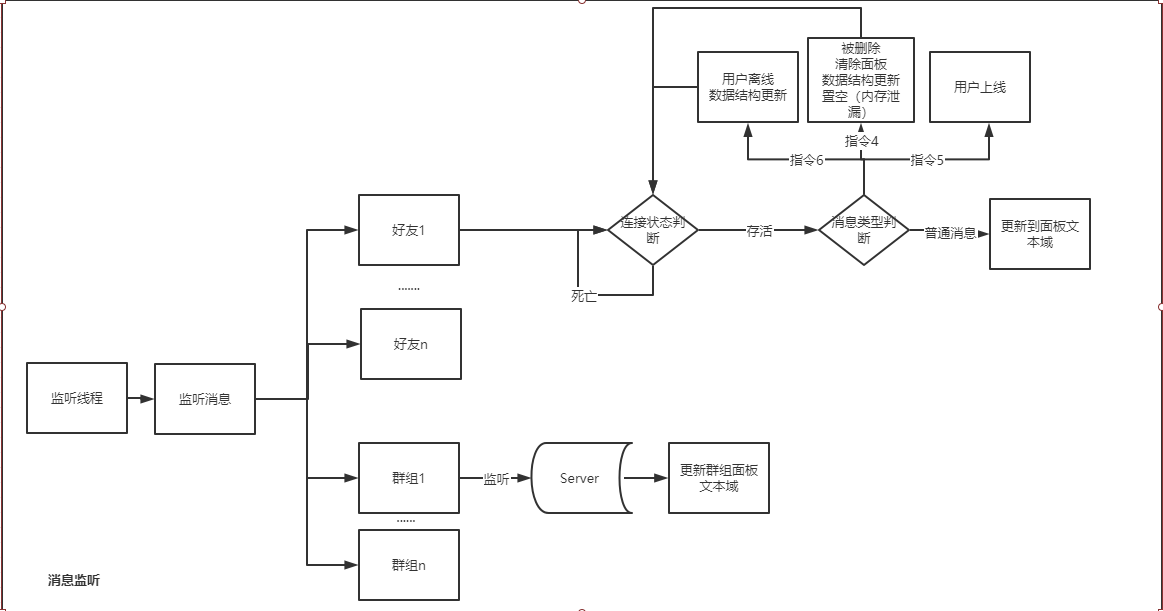 被删除
清除面板
数据结构更新
置空（内存泄
漏）
用户离线
数据结构更新
用户上线
指令4
指令6
指令5
好友1
连接状态判
断
存活
消息类型判
断
普通消息
更新到面板文
本域
.......
死亡
好友n
监听线程
监听消息
群组1
监听
Server
更新群组面板
文本域
......
群组n
消息监听